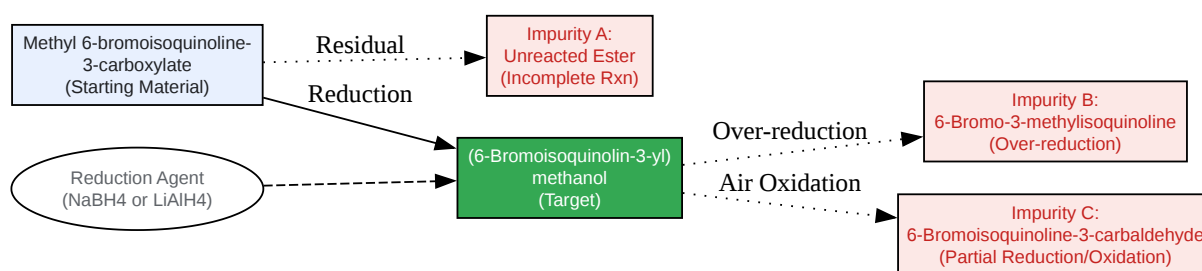 Methyl 6-bromoisoquinoline-
3-carboxylate
(Starting Material)
Residual
Impurity A:
Unreacted Ester
(Incomplete Rxn)
Reduction
Reduction Agent
(NaBH4 or LiAlH4)
(6-Bromoisoquinolin-3-yl)
methanol
(Target)
Over-reduction
Impurity B:
6-Bromo-3-methylisoquinoline
(Over-reduction)
Air Oxidation
Impurity C:
6-Bromoisoquinoline-3-carbaldehyde
(Partial Reduction/Oxidation)